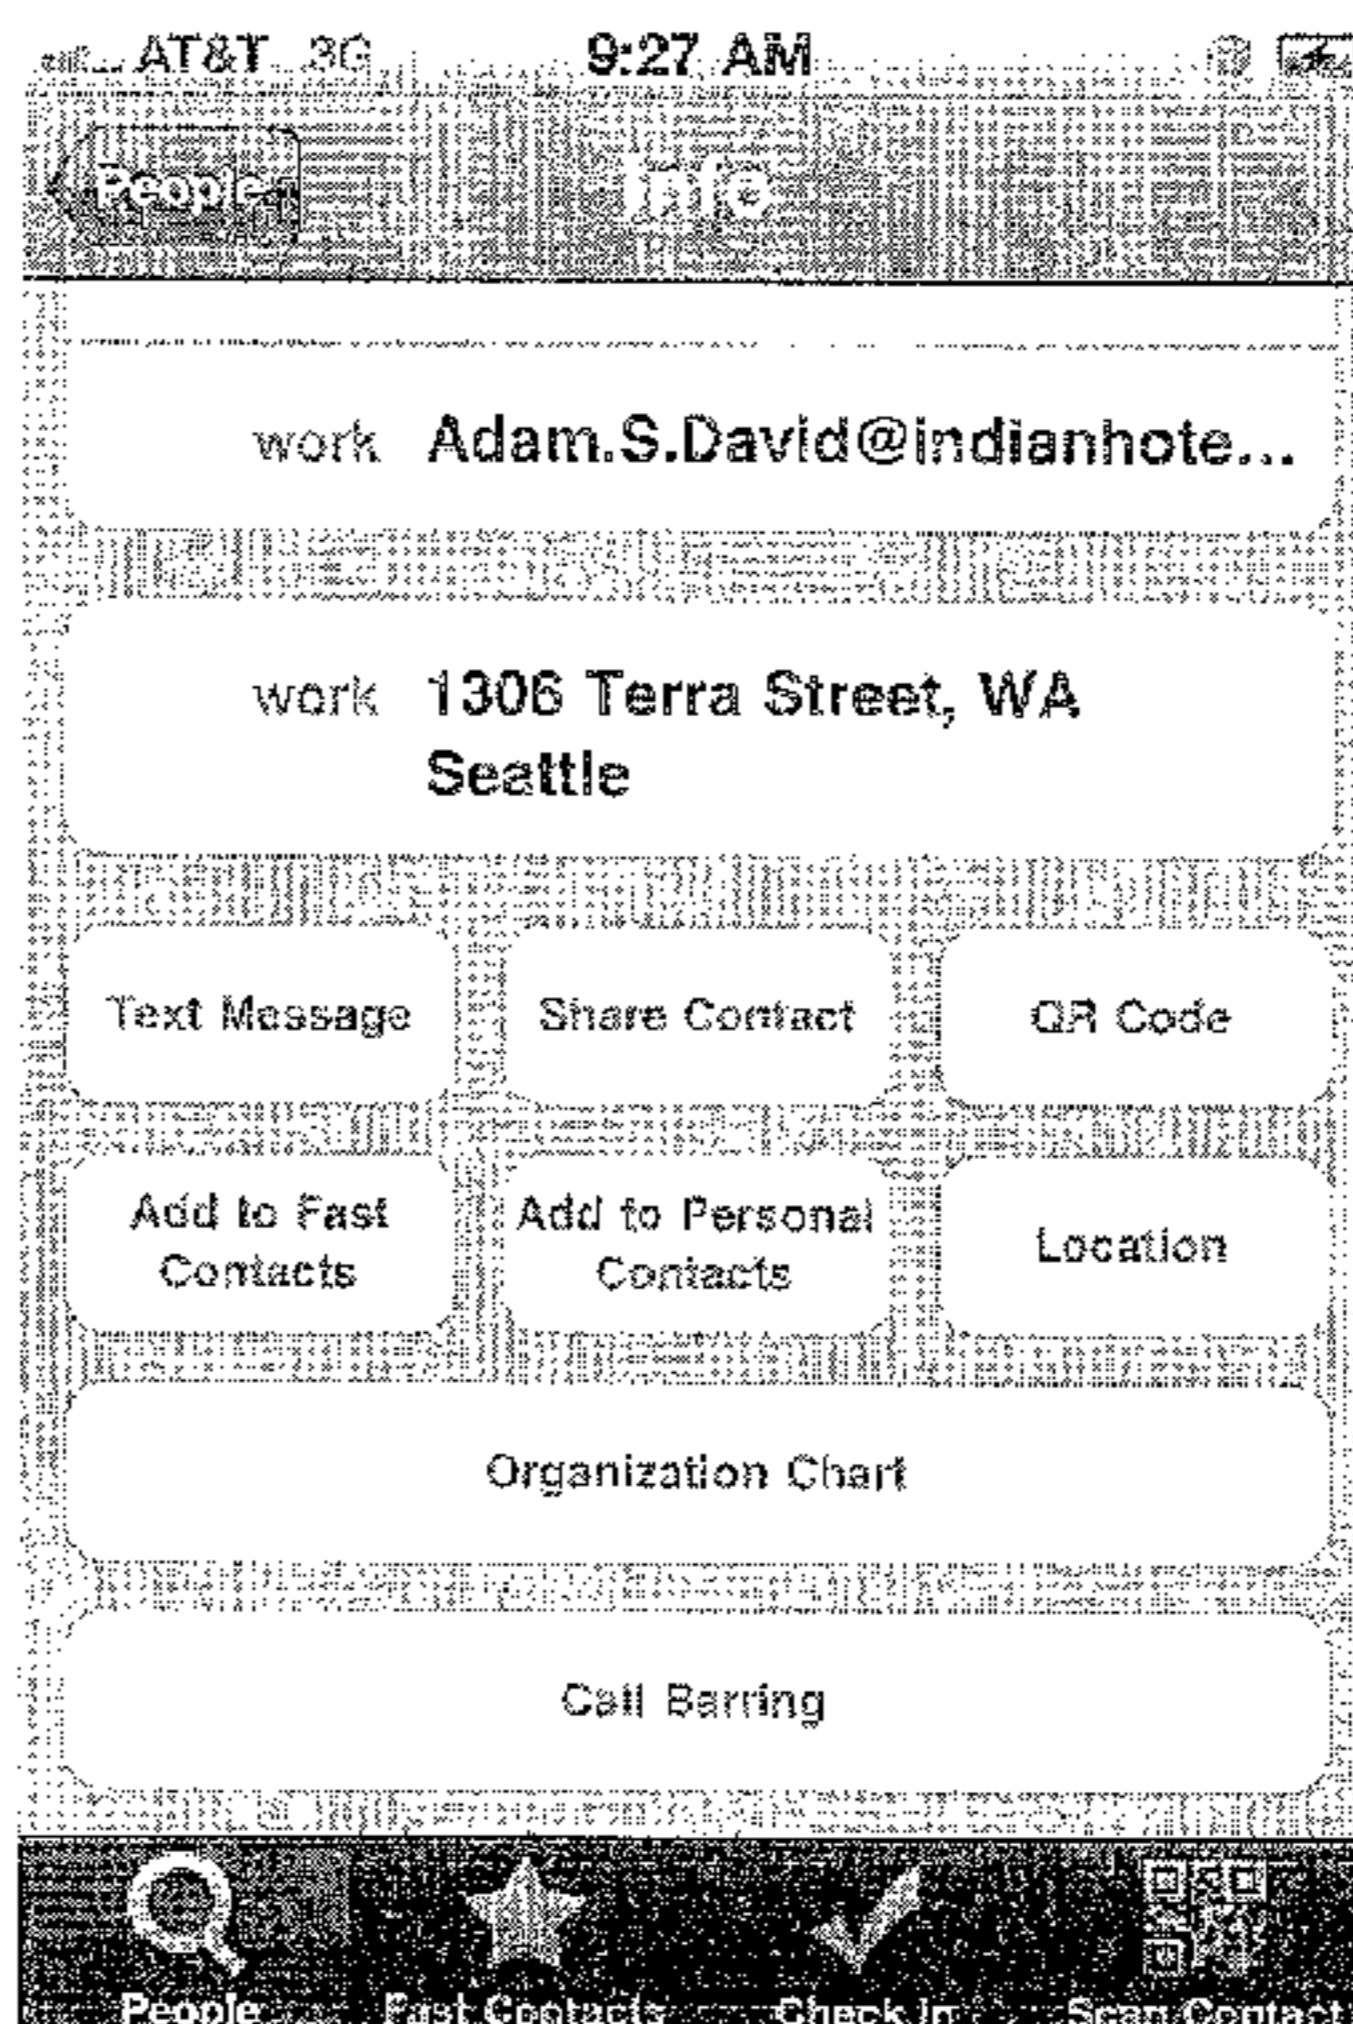 AT&T 3G 9:27 AM
People Info
work Adam.S.David@indianhote...
work 1306 Terra Street, WA
Seattle
Text Message Share Contact QR Code
Add to Fast
Contacts
Add to Personal
Contacts
Location
Organization Chart
Call Barring
People Fast Contacts Check In Scan Contact